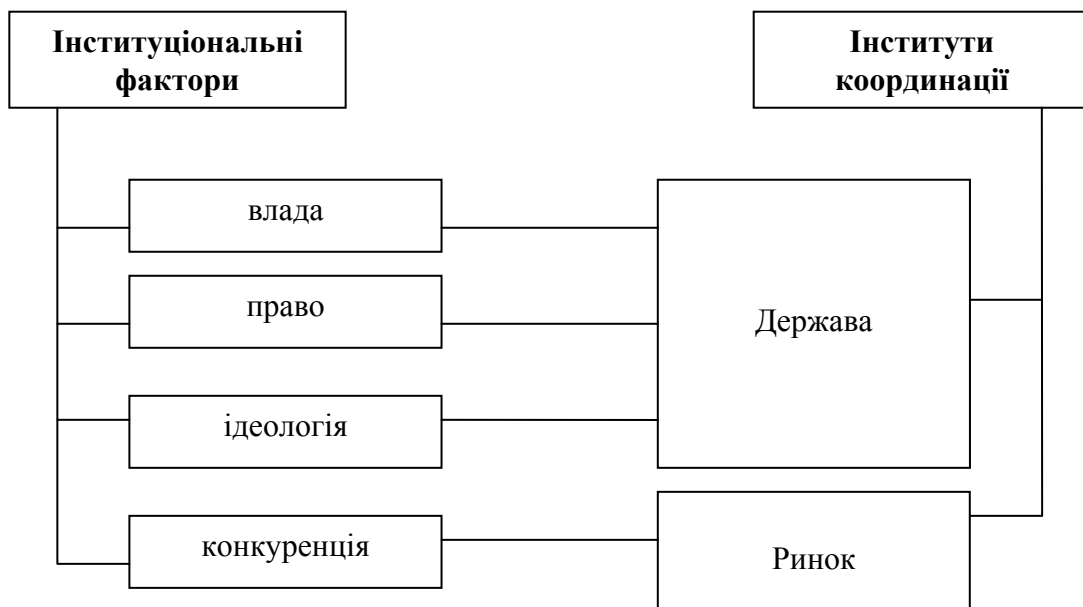 Інституціональні
фактори
Інститути
координації
влада
право
ідеологія
конкуренція
Держава
Ринок